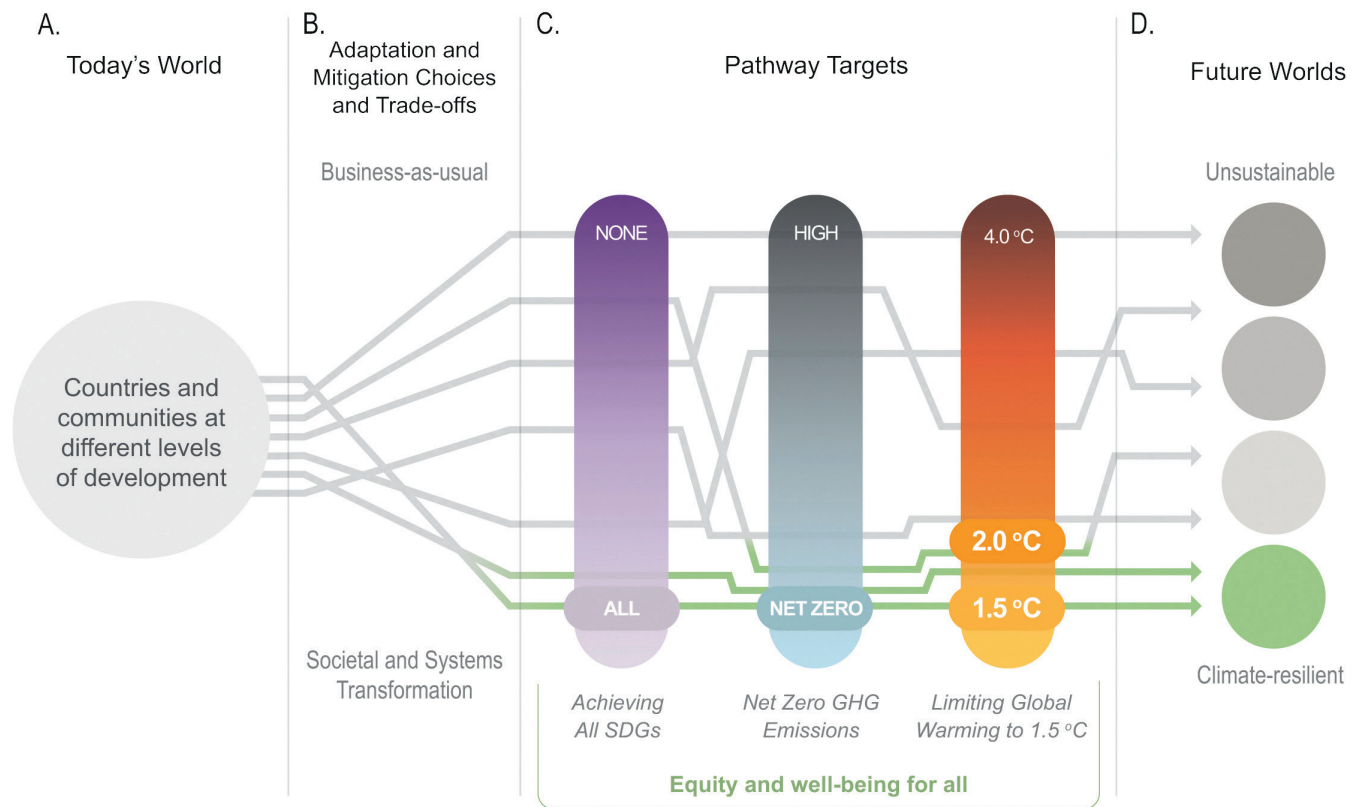 A.
Today's World
B.
Adaptation and
Mitigation Choices
and Trade-offs
C.
Pathway Targets
D.
Future Worlds
Business-as-usual
Unsustainable
NONE
HIGH
4.0 °C
Countries and
communities at
different levels
of development
2.0 °C
ALL
NET ZERO
1.5 °C
Societal and Systems
Transformation
Climate-resilient
Achieving
All SDGs
Net Zero GHG
Emissions
Limiting Global
Warming to 1.5 °C
Equity and well-being for all